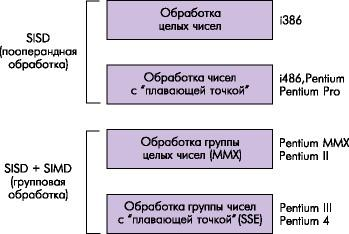 SISD
(пооперандная
обработка)
Обработка
целых чисел
i386
Обработка чисел
с “плавающей точкой”
i486,Pentium
Pentium Pro
SISD + SIMD
(групповая
обработка)
Обработка группы
целых чисел (MMX)
Pentium MMX
Pentium II
Обработка группы чисел
с “плавающей точкой” (SSE)
Pentium III
Pentium 4